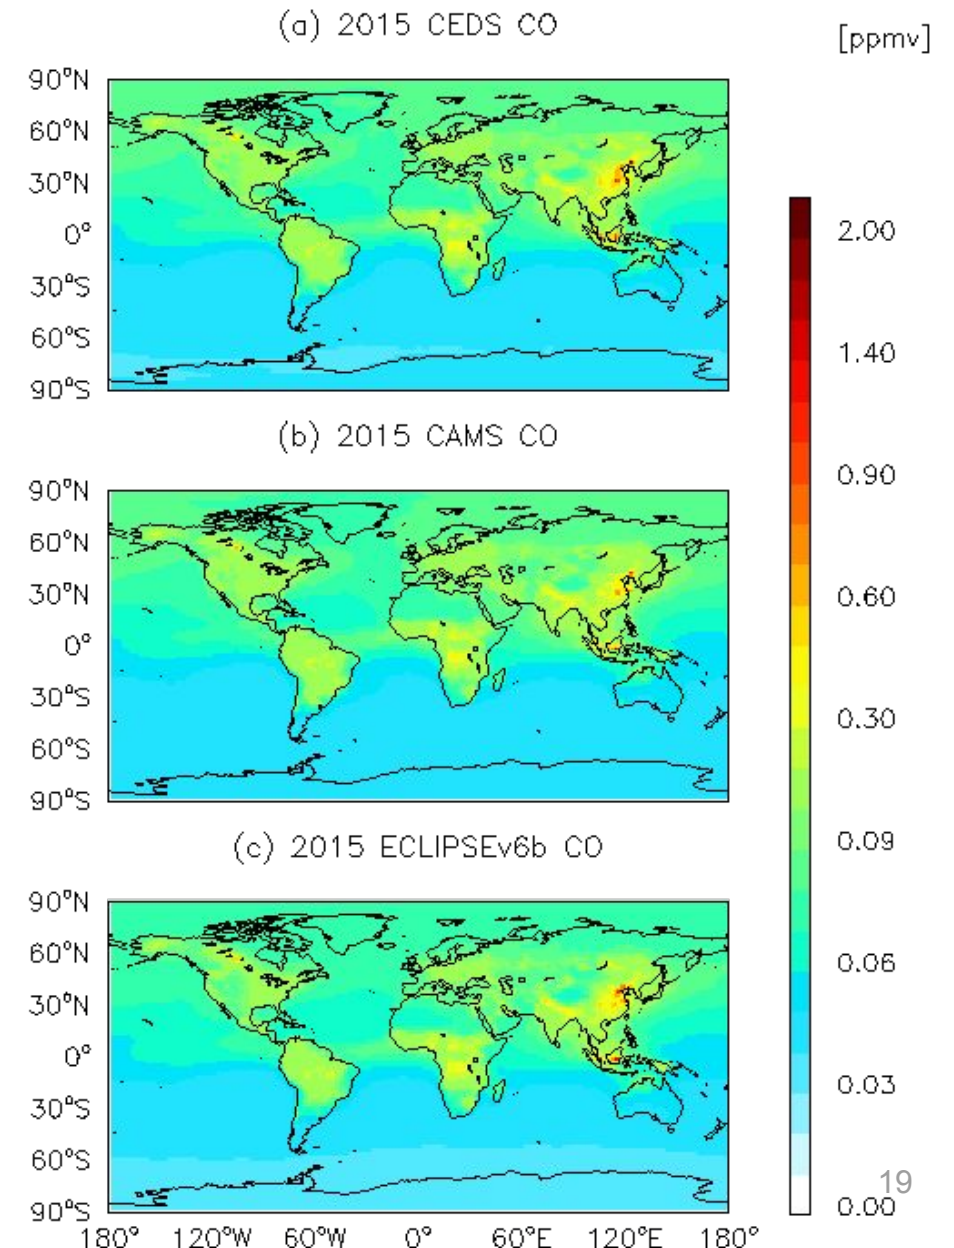 (a) 2015 CEDS CO
[ppmv]
90°N
60°N
30°N
0°
30°S
60°S
90°S
(b) 2015 CAMS CO
90°N
60°N
30°N
0°
30°S
60°S
90°S
(c) 2015 ECLIPSEv6b CO
90°N
60°N
30°N
0°
30°S
60°S
90°S
180° 120°W 60°W 0° 60°E 120°E 180°
2.00
1.40
0.90
0.60
0.30
0.09
0.06
0.03
0.00
19